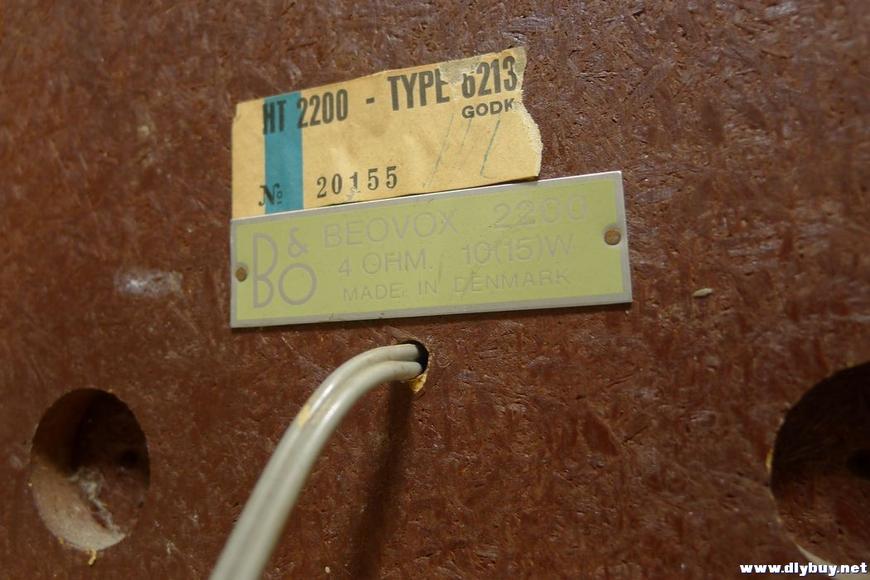 HT 2200 - TYPE 6213
GODK
№ 20155
B&O
BEOVOX 2200
4 OHM. 10(15)W
MADE IN DENMARK
www.diybuy.net